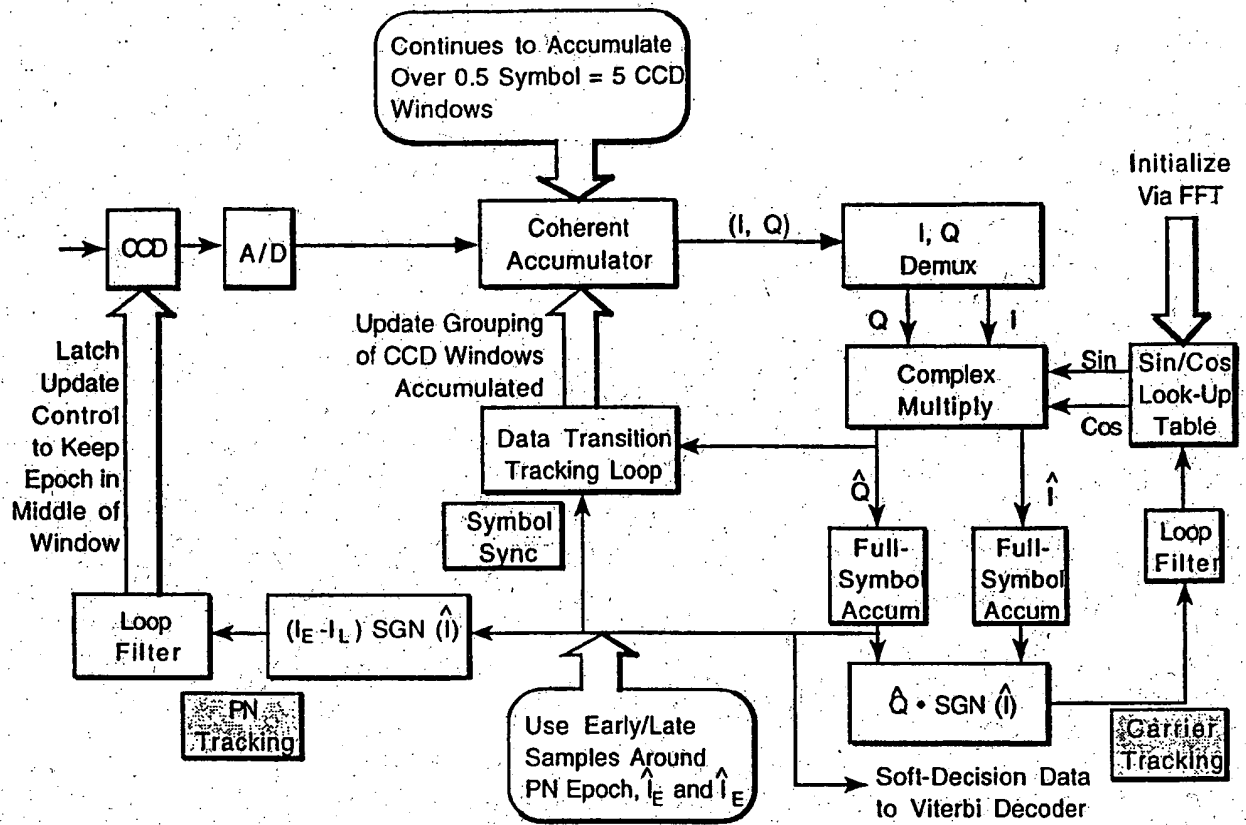 Continues to Accumulate
Over 0.5 Symbol = 5 CCD
Windows
Initialize
Via FFT
CCD
A/D
Coherent
Accumulator
(I, Q)
I, Q
Demux
Q
I
Latch
Update
Control
to Keep
Epoch in
Middle of
Window
Update Grouping
of CCD Windows
Accumulated
Complex
Multiply
Sin
Cos
Sin/Cos
Look-Up
Table
Data Transition
Tracking Loop
Q̂
Î
Symbol
Sync
Full-
Symbol
Accum
Full-
Symbol
Accum
Loop
Filter
Loop
Filter
(I_E - I_L) SGN (Î)
Q̂ • SGN (Î)
PN
Tracking
Carrier
Tracking
Use Early/Late
Samples Around
PN Epoch, Î_E and Î_E
Soft-Decision Data
to Viterbi Decoder